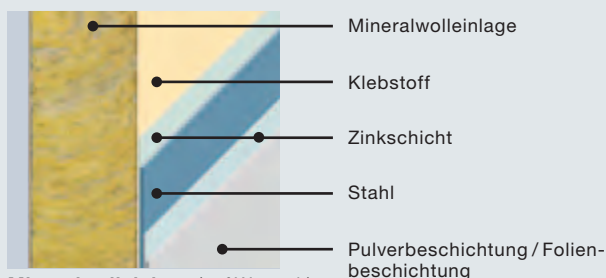 Mineralwolleinlage
Klebstoff
Zinkschicht
Stahl
Pulverbeschichtung / Folien-
beschichtung